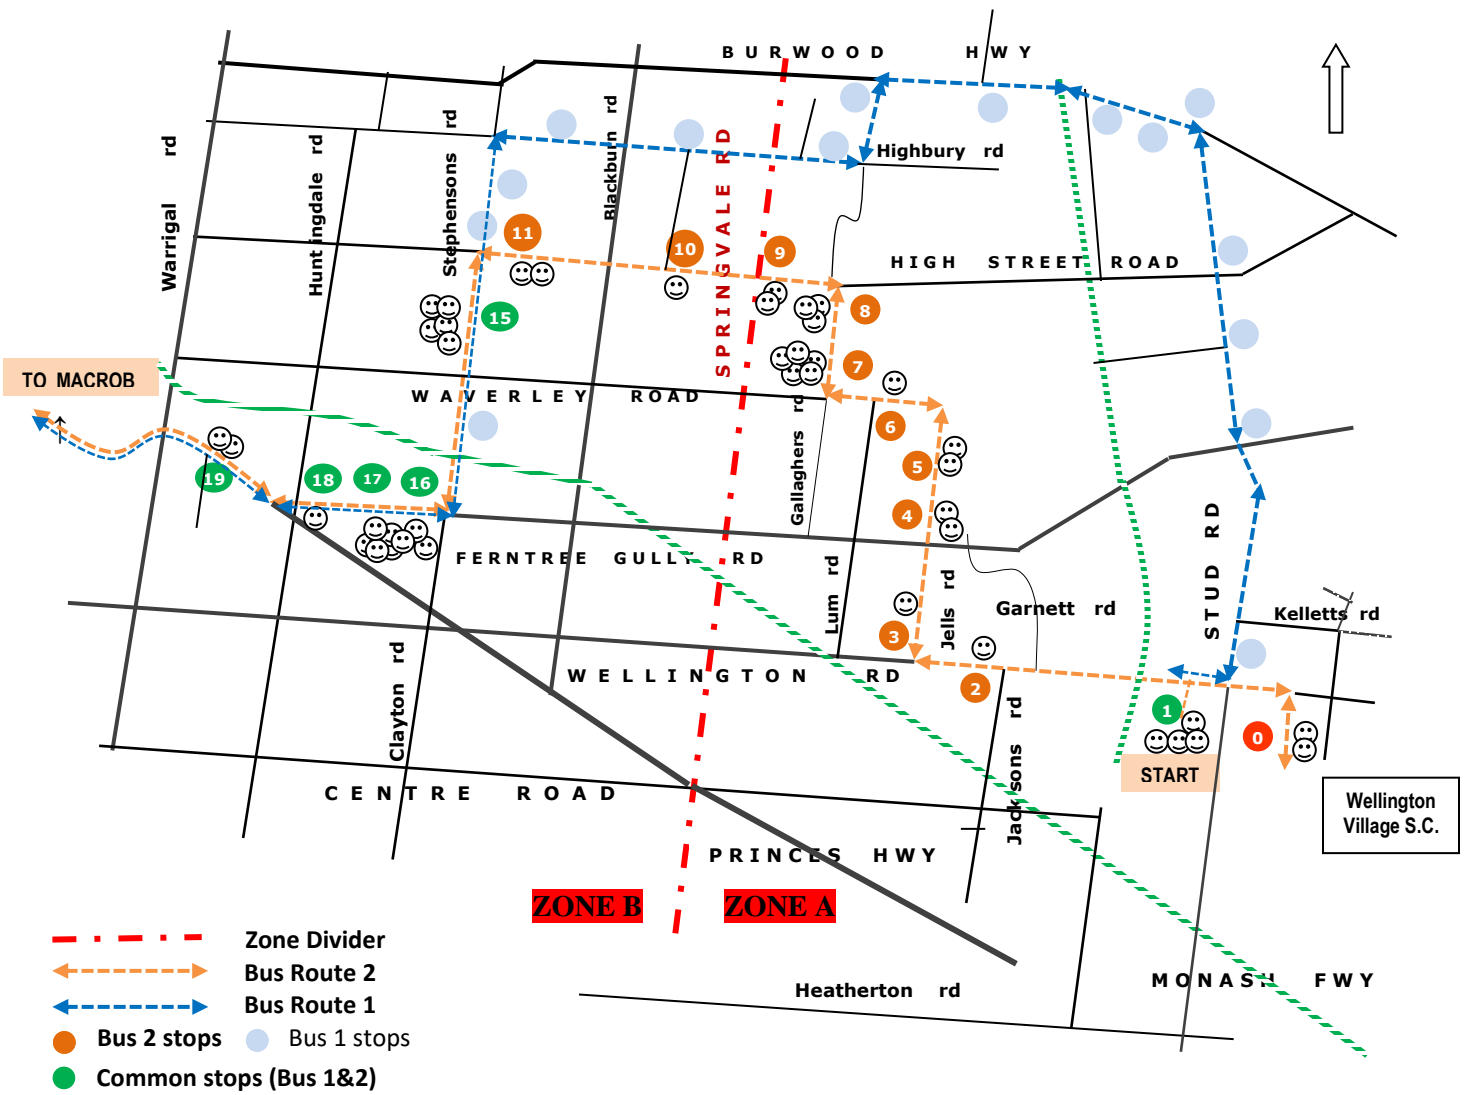 BURWOOD HWY
Warrigal rd
Huntingdale rd
Stephensons rd
Blackburn rd
SPRINGVALE RD
Highbury rd
11
10
9
HIGH STREET ROAD
15
8
7
TO MACROB
WAVERLEY ROAD
Gallaghers rd
6
5
19
18
17
16
4
FERNTREE GULLY RD
Lum rd
Jells rd
Garnett rd
STUD RD
Kelletts rd
3
WELLINGTON RD
2
Clayton rd
Jacksons rd
1
0
START
CENTRE ROAD
Wellington
Village S.C.
PRINCES HWY
ZONE B
ZONE A
Zone Divider
Bus Route 2
MONASH FWY
Heatherton rd
Bus Route 1
Bus 2 stops
Bus 1 stops
Common stops (Bus 1&2)